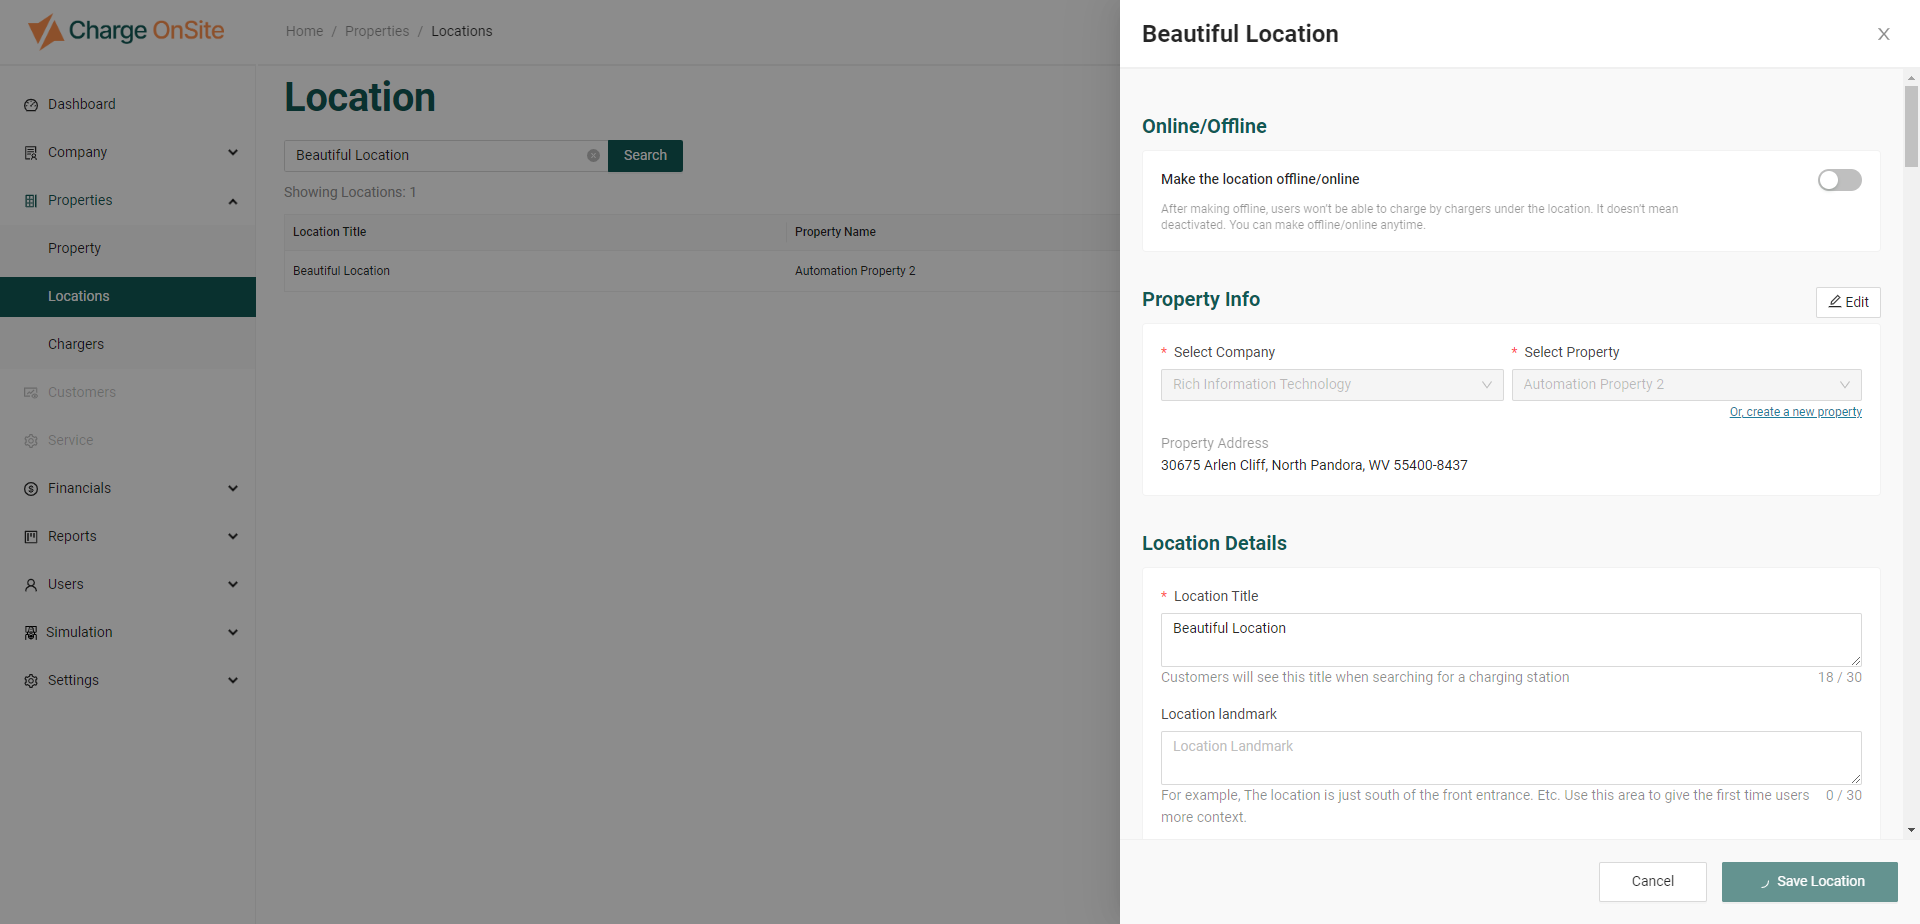 Charge OnSite
Home / Properties / Locations
Dashboard
Company
Properties
Property
Locations
Chargers
Customers
Service
Financials
Reports
Users
Simulation
Settings
Location
Beautiful Location
Search
Showing Locations: 1
Location Title Property Name
Beautiful Location Automation Property 2
Beautiful Location
Online/Offline
Make the location offline/online
After making offline, users won't be able to charge by chargers under the location. It doesn't mean
deactivated. You can make offline/online anytime.
Property Info
Edit
* Select Company * Select Property
Rich Information Technology Automation Property 2
Or, create a new property
Property Address
30675 Arlen Cliff, North Pandora, WV 55400-8437
Location Details
* Location Title
Beautiful Location
Customers will see this title when searching for a charging station 18 / 30
Location landmark
Location Landmark
For example, The location is just south of the front entrance. Etc. Use this area to give the first time users 0 / 30
more context.
Cancel Save Location